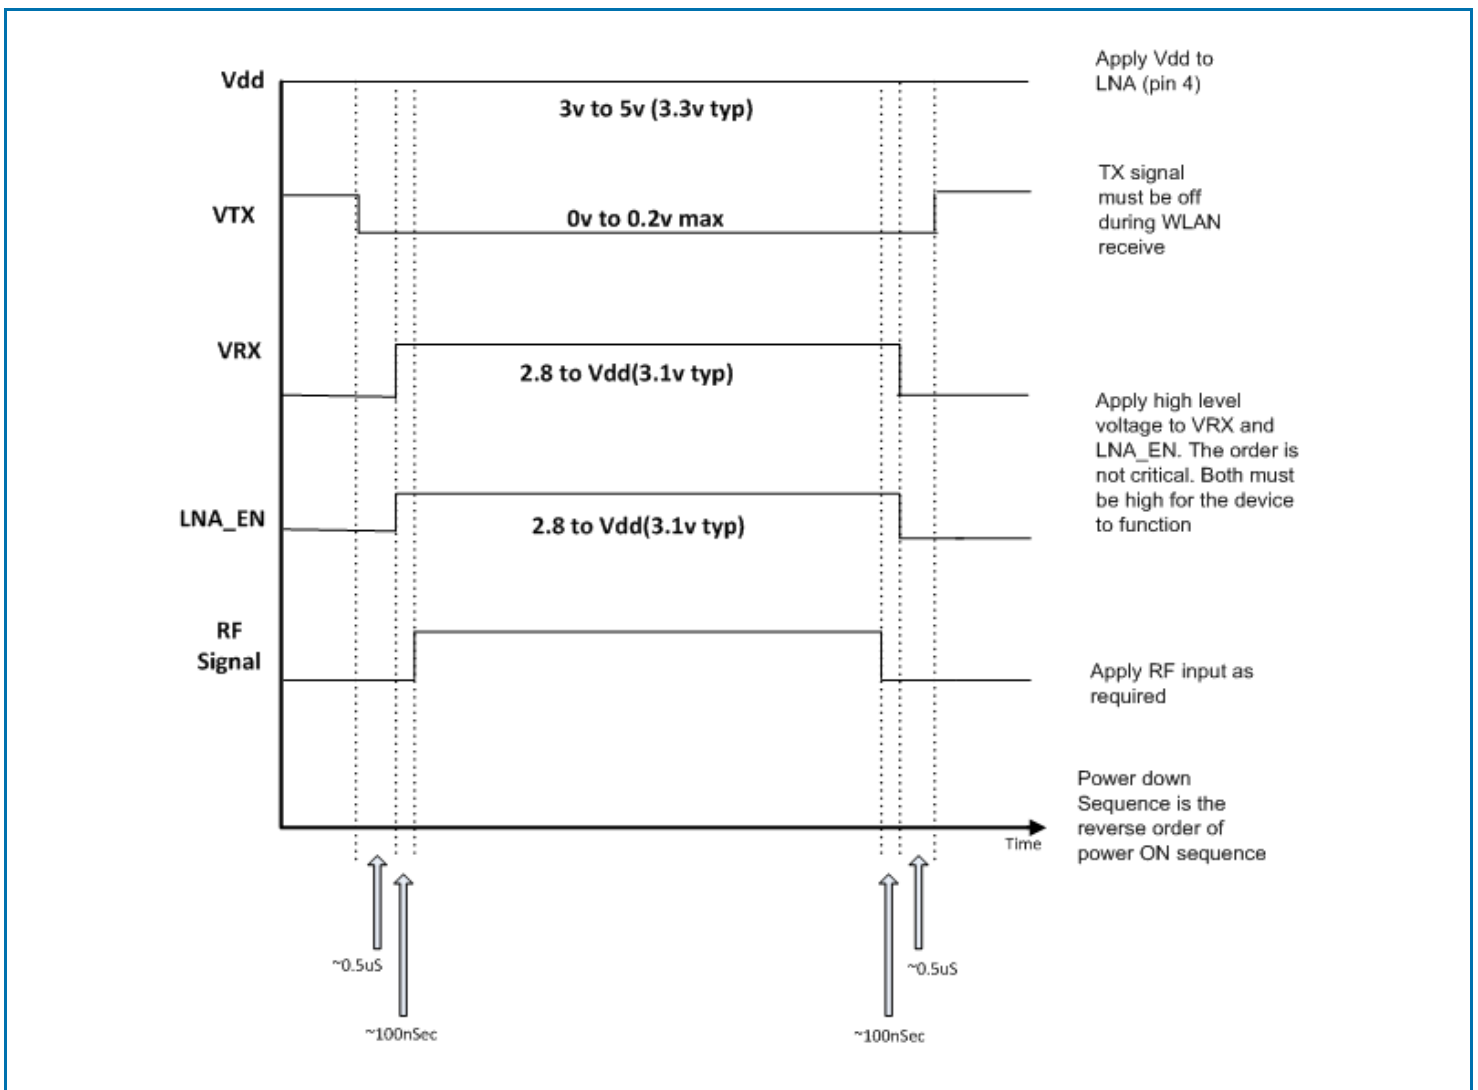 Vdd
3v to 5v (3.3v typ)
Apply Vdd to
LNA (pin 4)
VTX
0v to 0.2v max
TX signal
must be off
during WLAN
receive
VRX
2.8 to Vdd(3.1v typ)
Apply high level
voltage to VRX and
LNA_EN. The order is
not critical. Both must
be high for the device
to function
LNA_EN
2.8 to Vdd(3.1v typ)
RF
Signal
Apply RF input as
required
Power down
Sequence is the
reverse order of
power ON sequence
Time
~0.5uS
~0.5uS
~100nSec
~100nSec